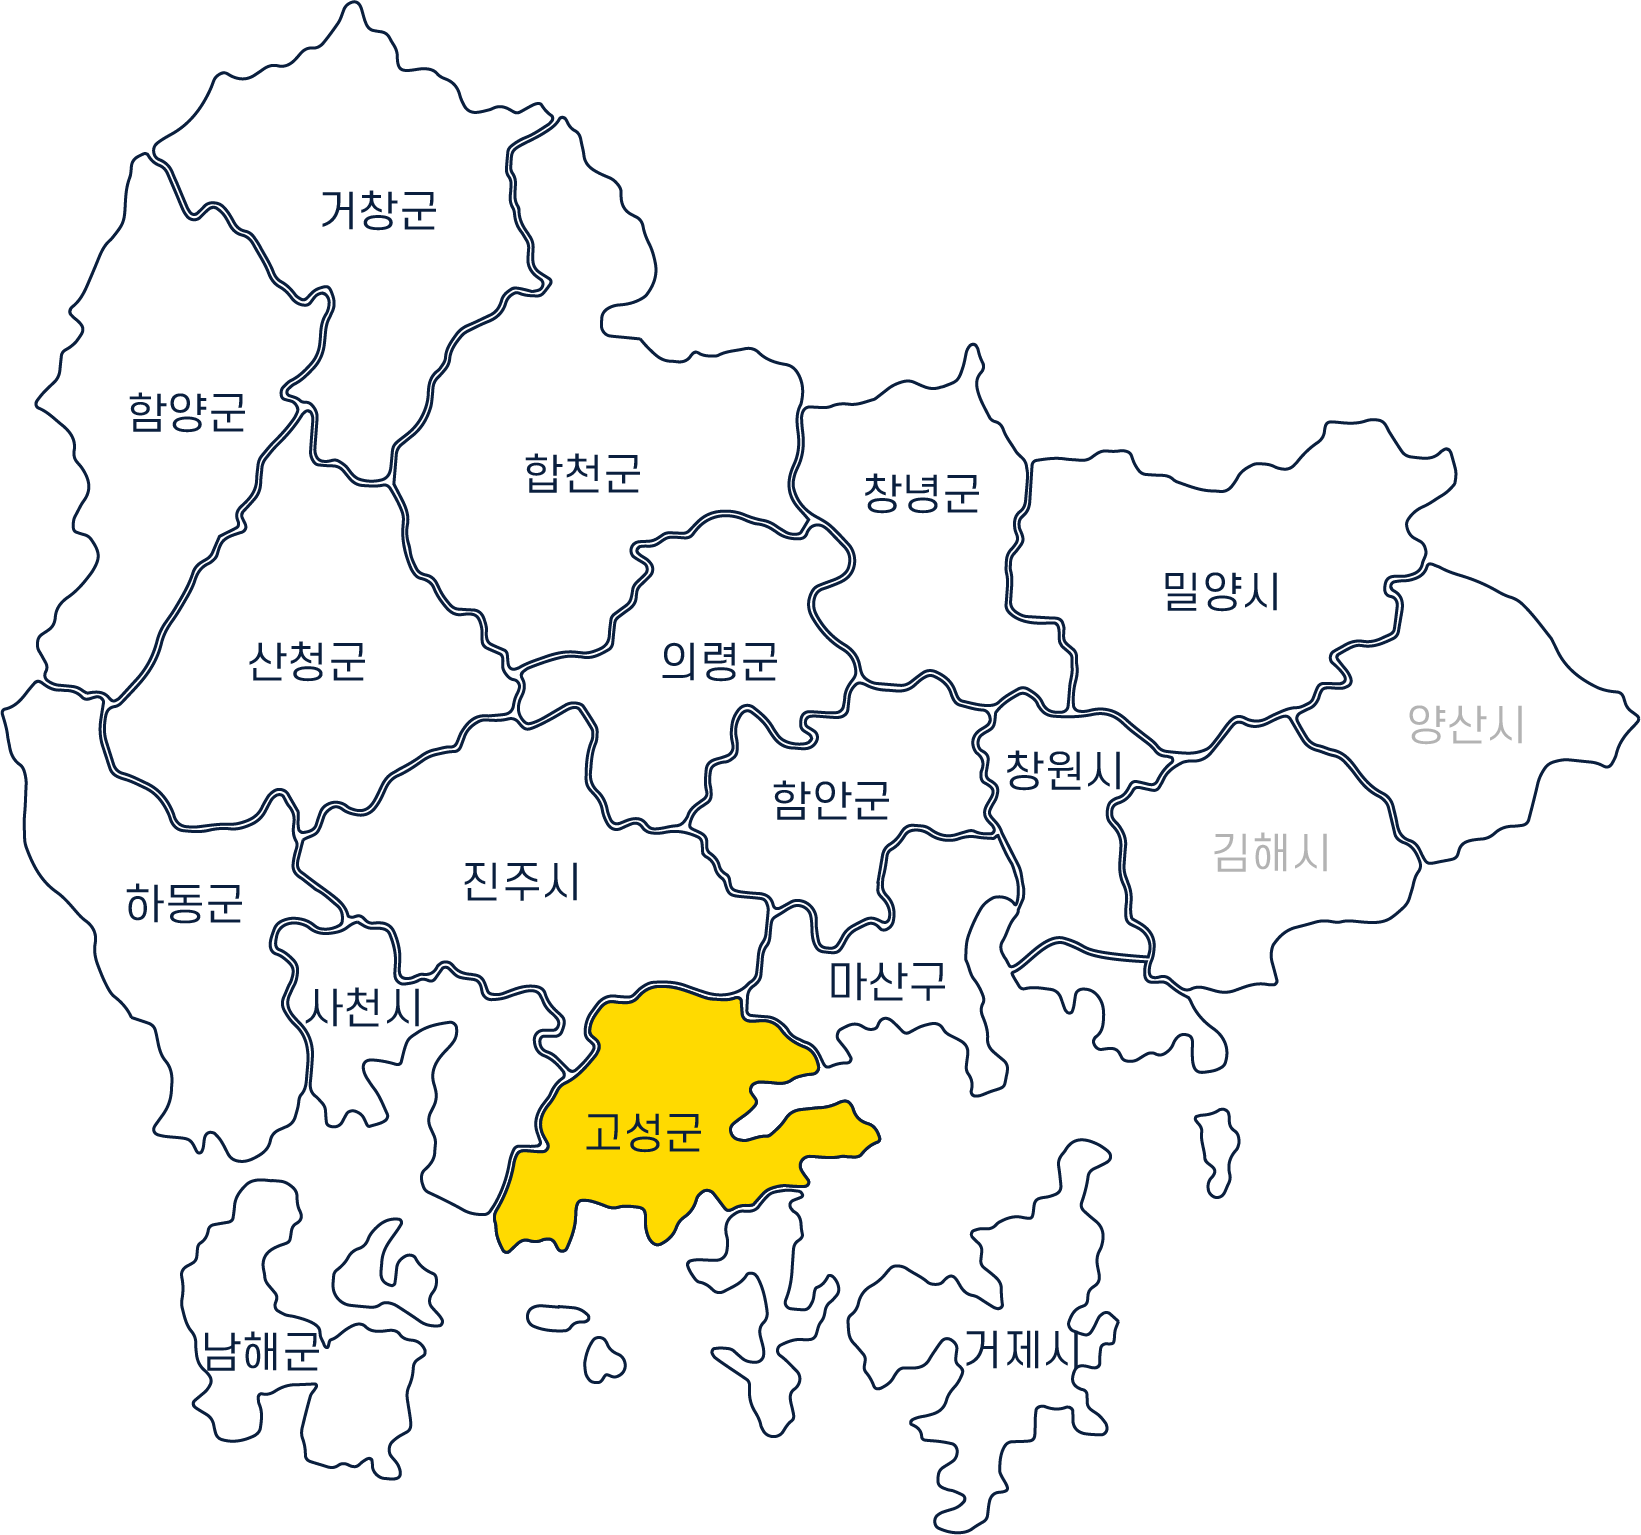 거창군
함양군
합천군
창녕군
밀양시
산청군
의령군
양산시
창원시
함안군
김해시
진주시
하동군
마산구
사천시
고성군
남해군
거제시